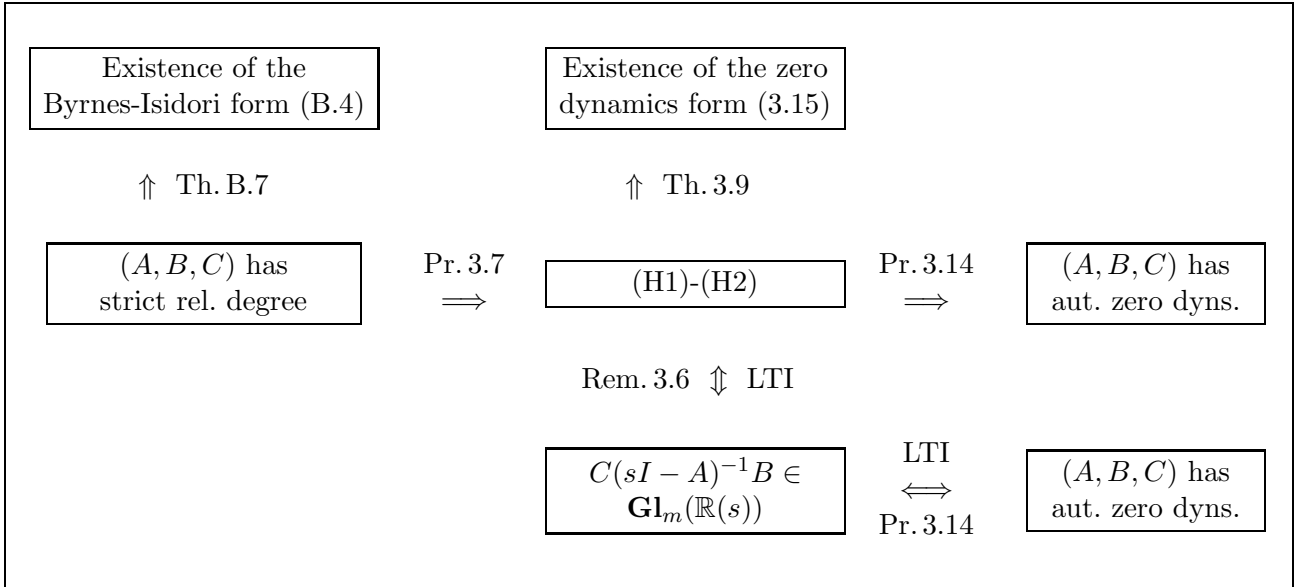 Existence of the
Byrnes-Isidori form (B.4)
Existence of the zero
dynamics form (3.15)
⇑ Th. B.7
⇑ Th. 3.9
(A, B, C) has
strict rel. degree
Pr. 3.7
⟹
(H1)-(H2)
Pr. 3.14
⟹
(A, B, C) has
aut. zero dyns.
Rem. 3.6 ⇕ LTI
C(sI − A)⁻¹B ∈
Glₘ(ℝ(s))
LTI
⟺
Pr. 3.14
(A, B, C) has
aut. zero dyns.